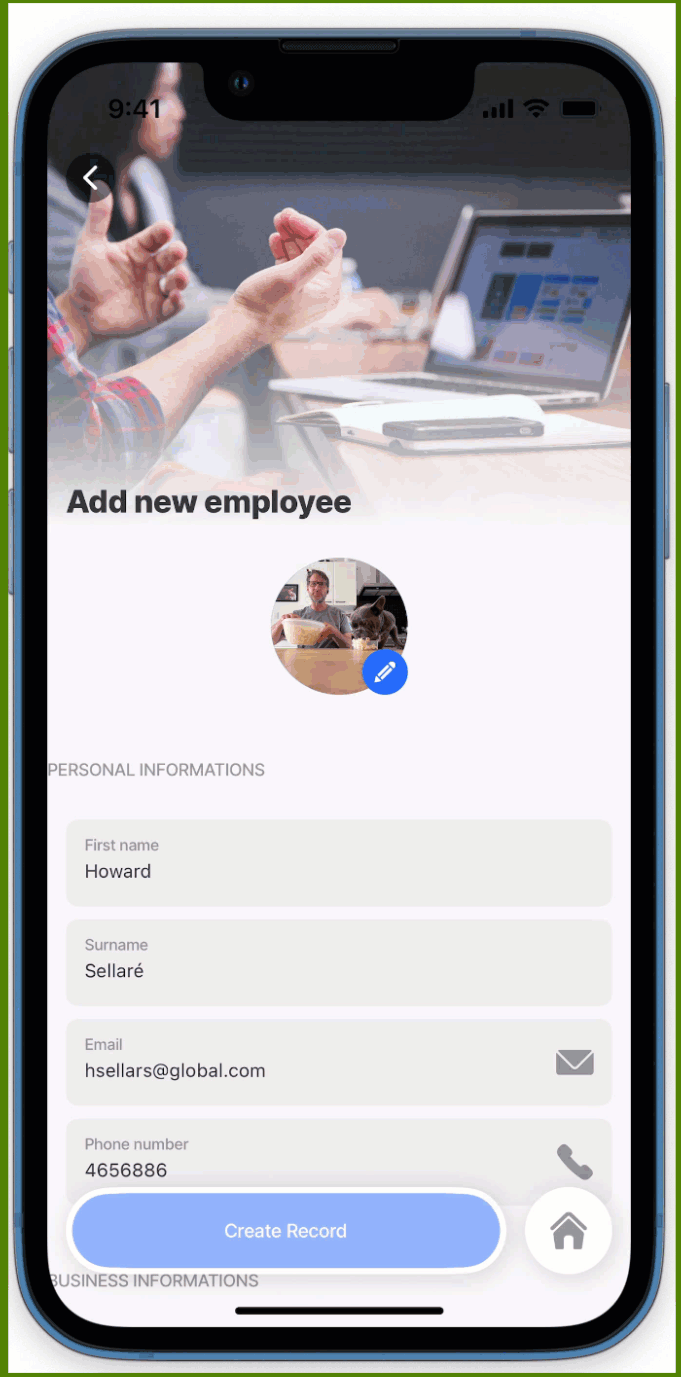 9:41
Add new employee
PERSONAL INFORMATIONS
First name
Howard
Surname
Sellaré
Email
hsellars@global.com
Phone number
4656886
Create Record
BUSINESS INFORMATIONS